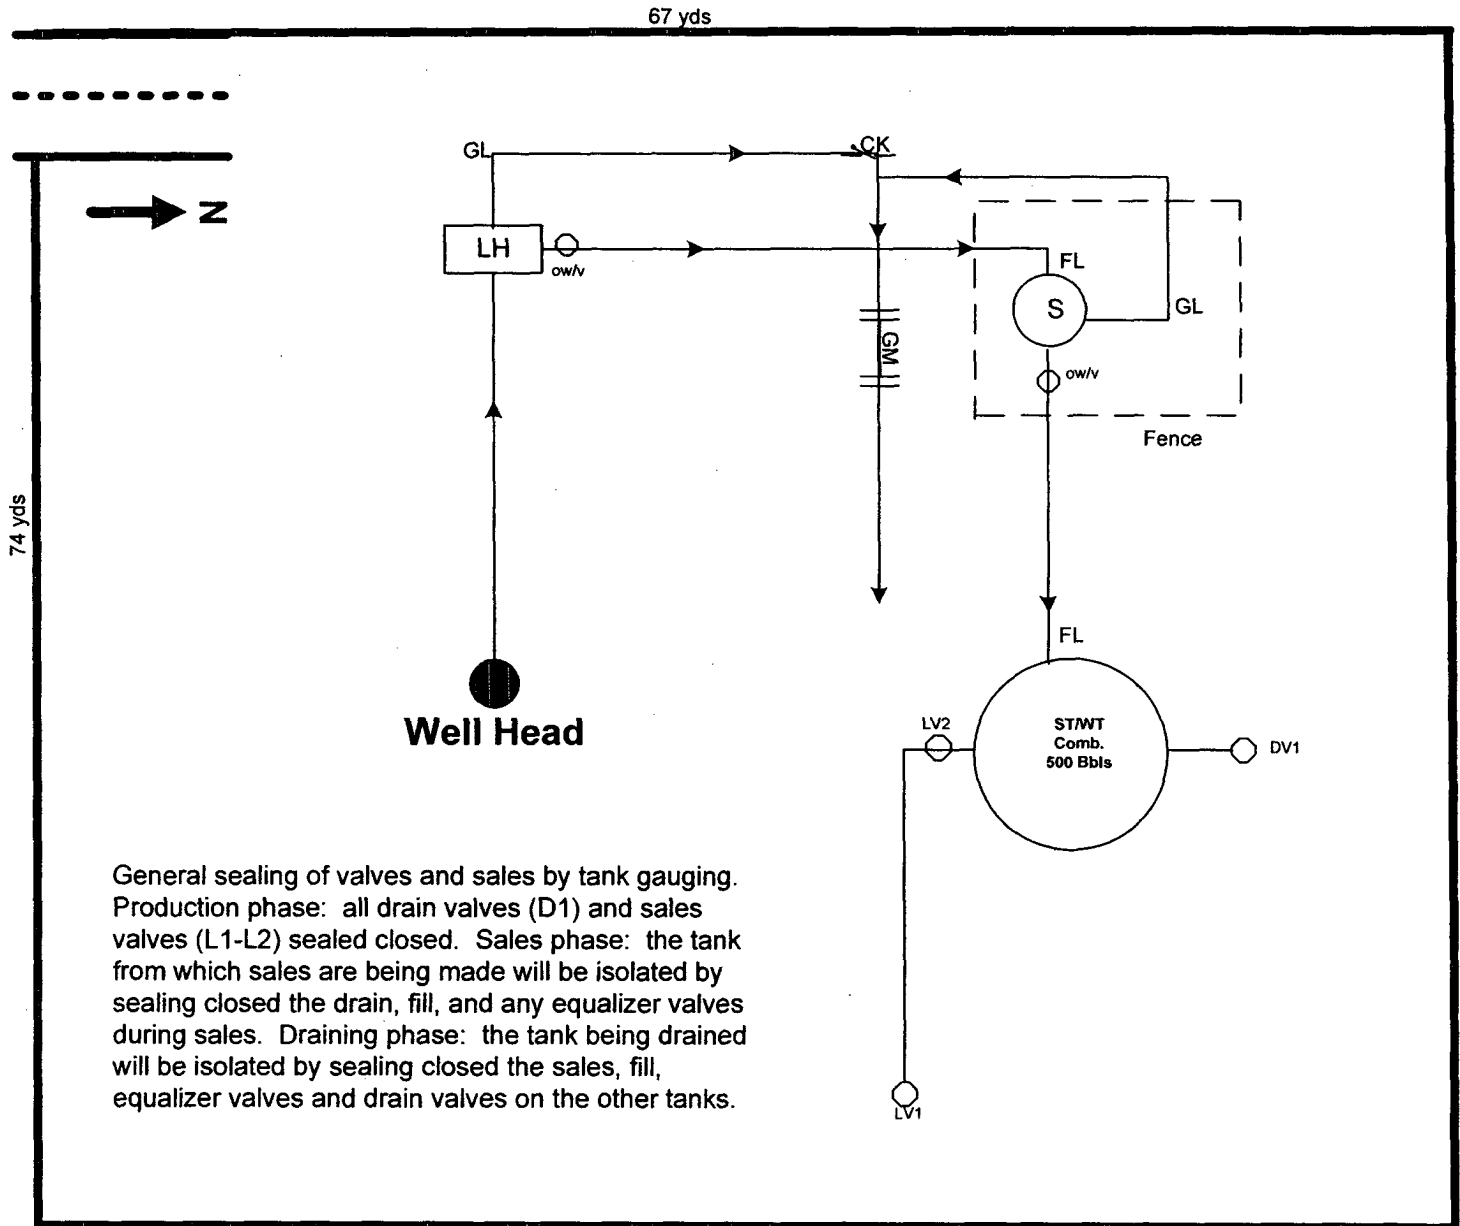 67 yds
GL
CK
N
LH
ow/v
FL
S
GL
GM
ow/v
Fence
74 yds
FL
Well Head
LV2
ST/WT
Comb.
500 Bbls
DV1
General sealing of valves and sales by tank gauging.
Production phase: all drain valves (D1) and sales
valves (L1-L2) sealed closed. Sales phase: the tank
from which sales are being made will be isolated by
sealing closed the drain, fill, and any equalizer valves
during sales. Draining phase: the tank being drained
will be isolated by sealing closed the sales, fill,
equalizer valves and drain valves on the other tanks.
LV1